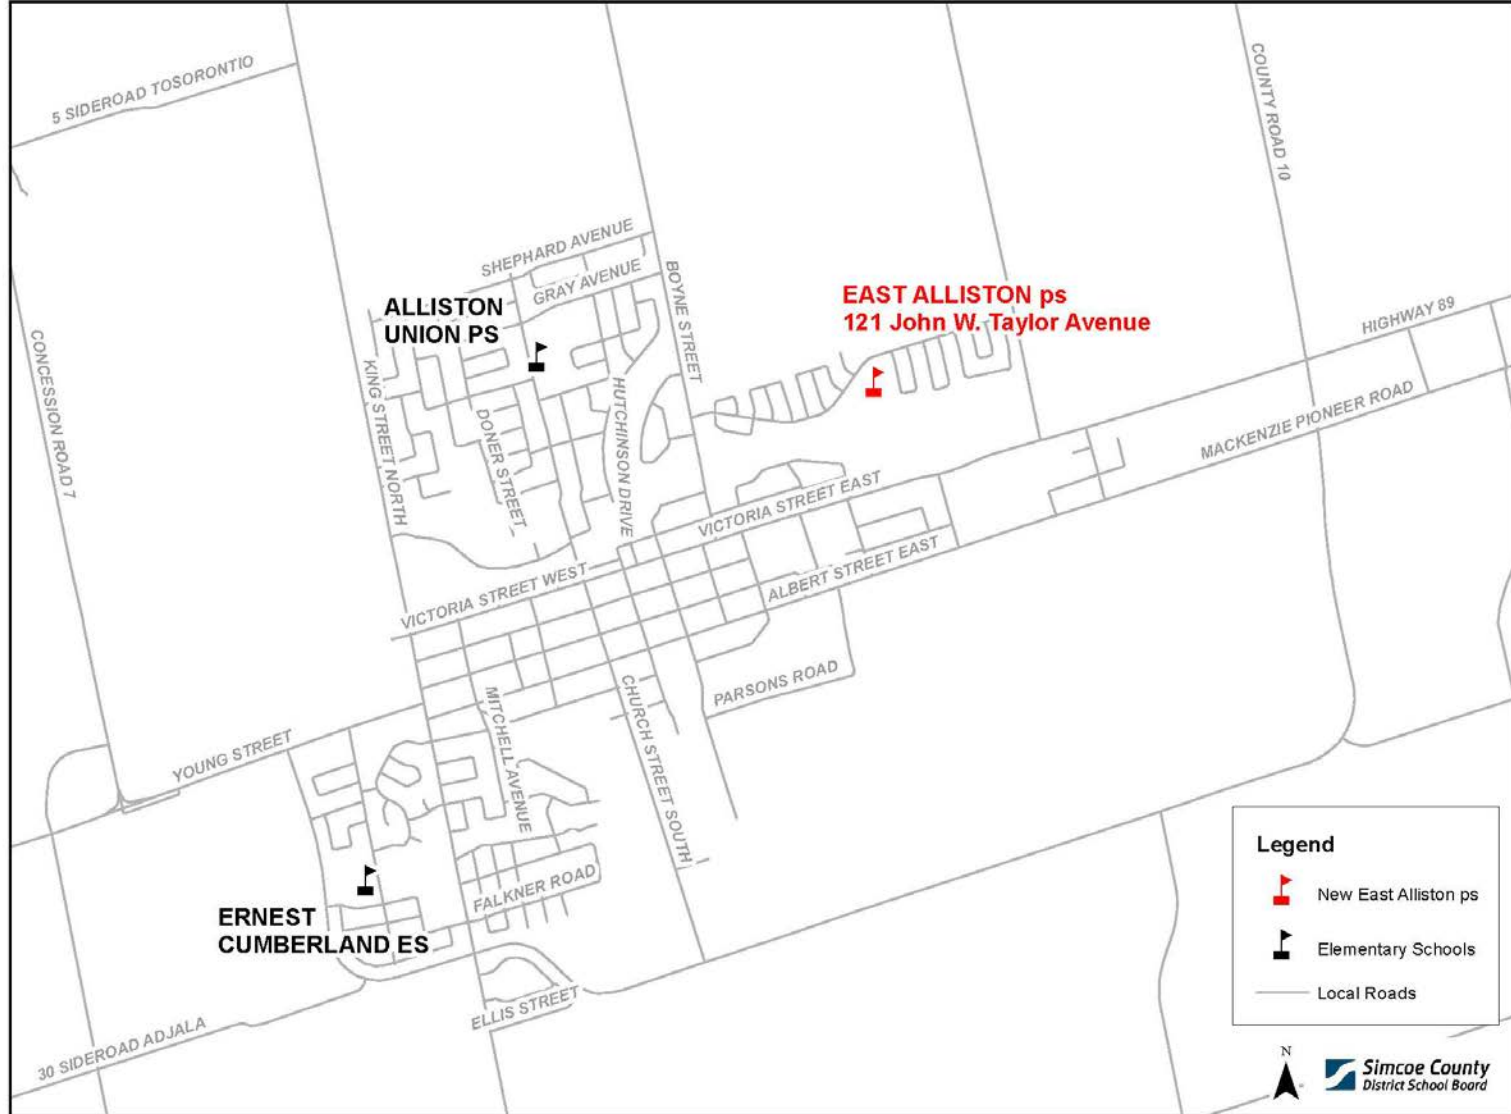 5 SIDEROAD TOSORONTIO
COUNTY ROAD 10
SHEPHARD AVENUE
GRAY AVENUE
BOYNE STREET
ALLISTON
UNION PS
EAST ALLISTON ps
121 John W. Taylor Avenue
HIGHWAY 89
CONCESSION ROAD 7
KING STREET NORTH
DONER STREET
HUTCHINSON DRIVE
MACKENZIE PIONEER ROAD
VICTORIA STREET EAST
VICTORIA STREET WEST
ALBERT STREET EAST
PARSONS ROAD
CHURCH STREET SOUTH
MITCHELL AVENUE
YOUNG STREET
FALKNER ROAD
ERNEST
CUMBERLAND ES
ELLIS STREET
30 SIDEROAD ADJALA
Legend
New East Alliston ps
Elementary Schools
Local Roads
N
Simcoe County
District School Board